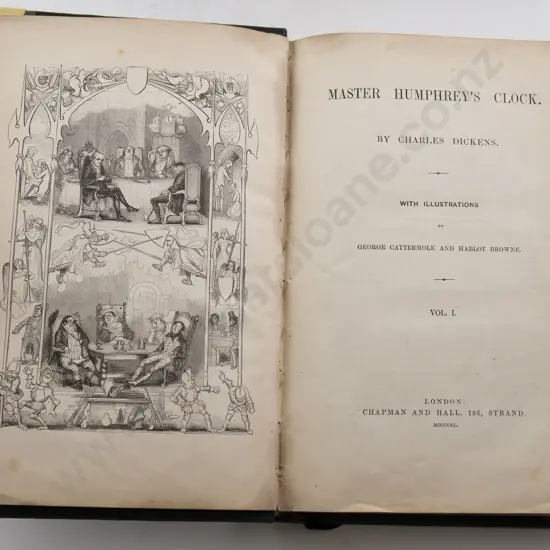 MASTER HUMPHREY'S CLOCK.
BY CHARLES DICKENS.
WITH ILLUSTRATIONS
BY
GEORGE CATTERMOLE AND HABLOT BROWNE.
VOL. I.
LONDON:
CHAPMAN AND HALL, 186, STRAND.
MDCCCXL.